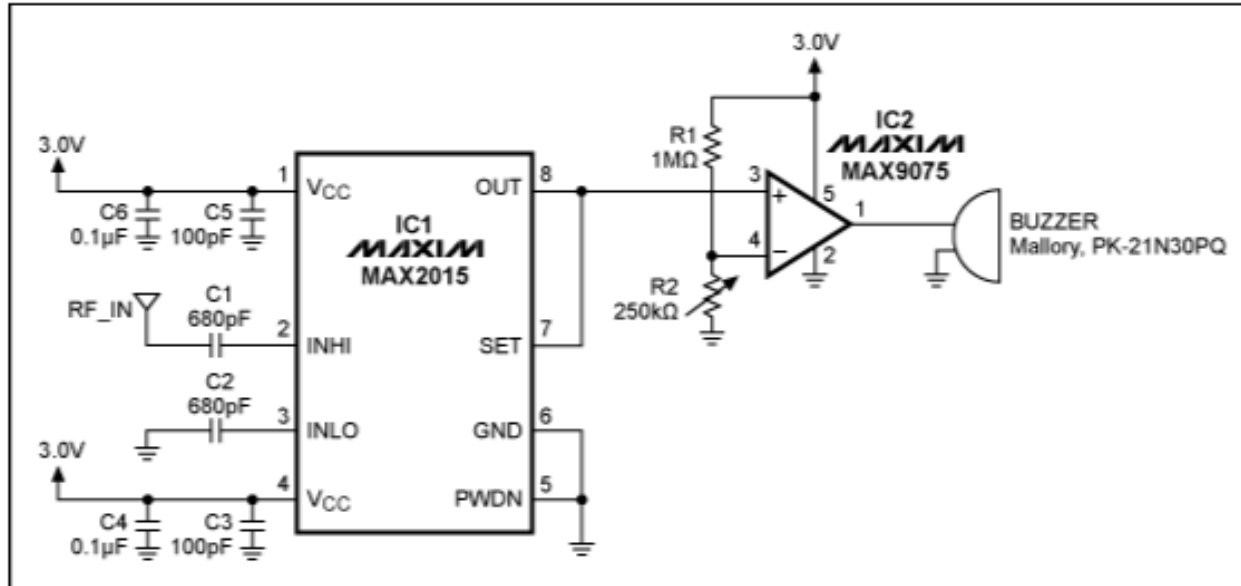 3.0V
IC2
MAXIM
MAX9075
R1
1MΩ
3.0V
1
VCC
OUT
8
3
+
5
1
C6
0.1µF
C5
100pF
IC1
MAXIM
MAX2015
4
−
2
BUZZER
Mallory, PK-21N30PQ
RF_IN
C1
680pF
R2
250kΩ
2
INHI
SET
7
C2
680pF
3
INLO
GND
6
3.0V
4
VCC
PWDN
5
C4
0.1µF
C3
100pF